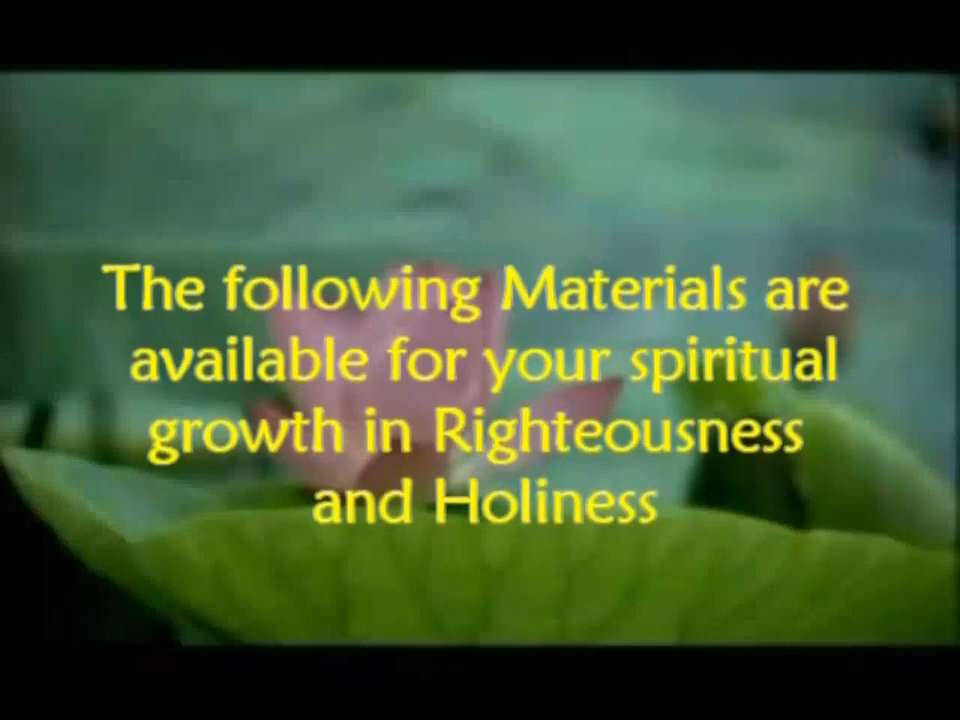 The following Materials are
available for your spiritual
growth in Righteousness
and Holiness